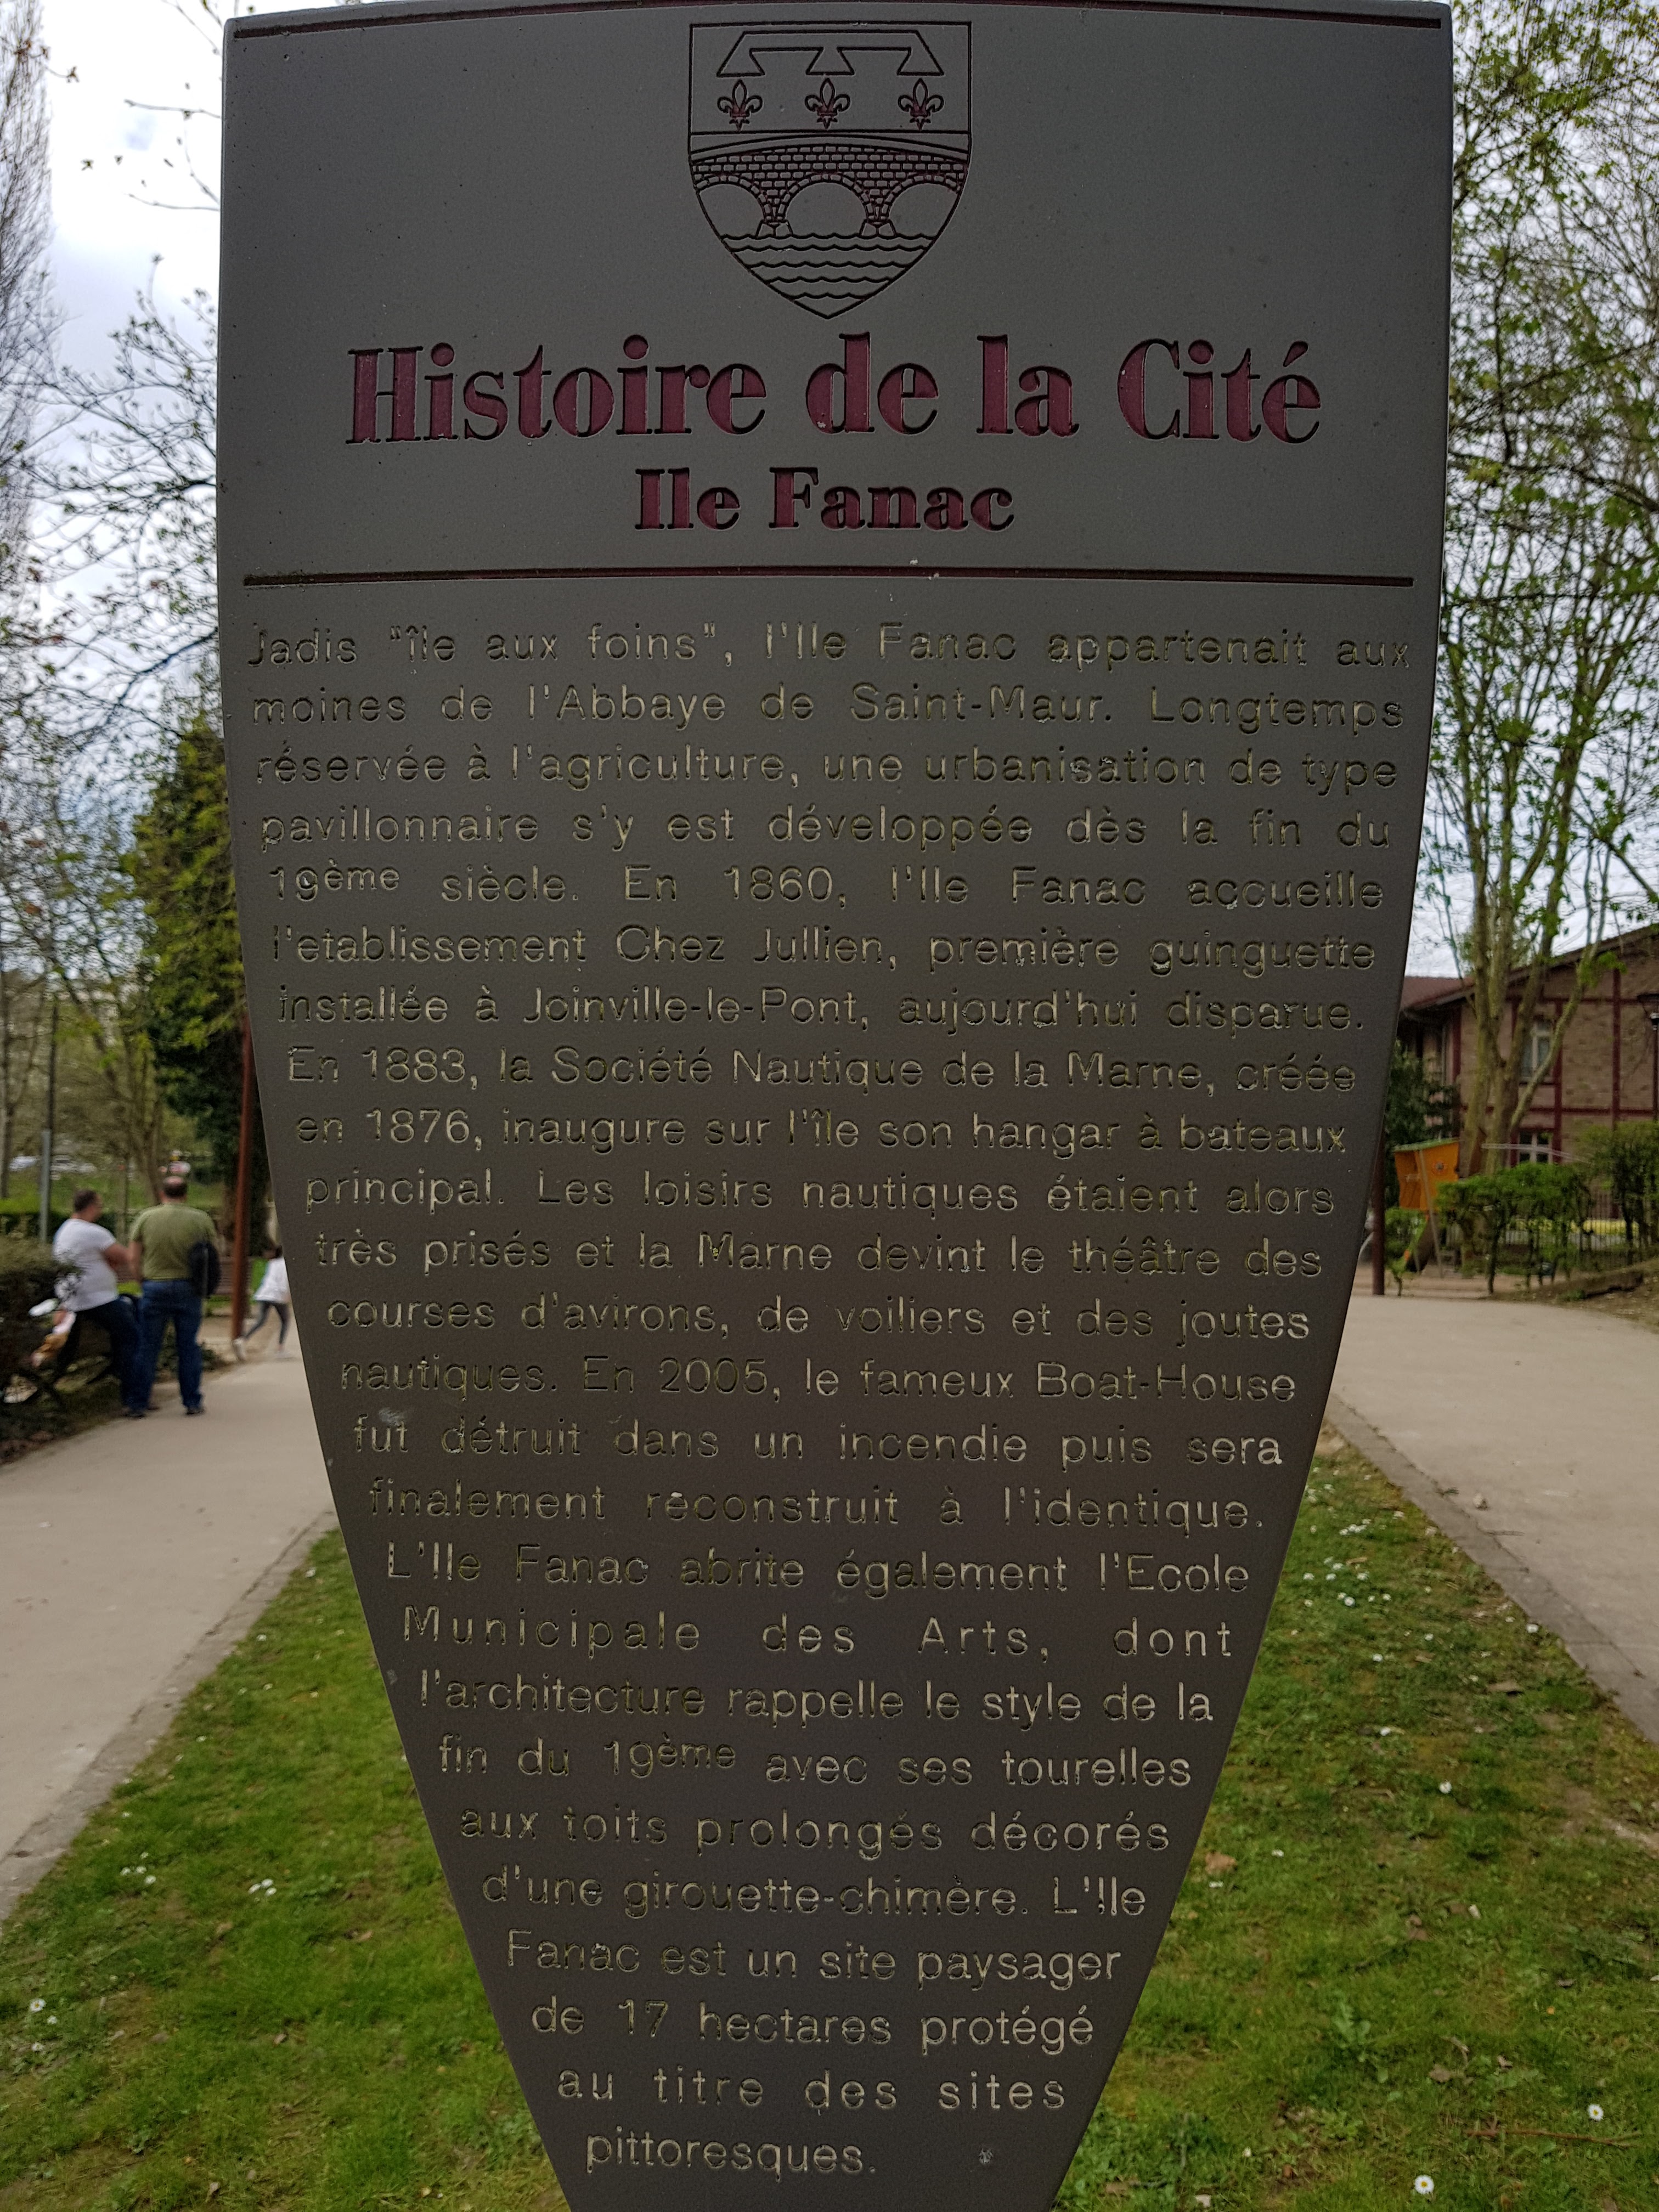 Histoire de la Cité
Ile Fanac
Jadis "île aux foins", l'Ile Fanac appartenait aux
moines de l'Abbaye de Saint-Maur. Longtemps
réservée à l'agriculture, une urbanisation de type
pavillonnaire s'y est développée dès la fin du
19ème siècle. En 1860, l'Ile Fanac accueille
l'etablissement Chez Jullien, première guinguette
installée à Joinville-le-Pont, aujourd'hui disparue.
En 1883, la Société Nautique de la Marne, créée
en 1876, inaugure sur l'île son hangar à bateaux
principal. Les loisirs nautiques étaient alors
très prisés et la Marne devint le théâtre des
courses d'avirons, de voiliers et des joutes
nautiques. En 2005, le fameux Boat-House
fut détruit dans un incendie puis sera
finalement reconstruit à l'identique.
L'Ile Fanac abrite également l'Ecole
Municipale des Arts, dont
l'architecture rappelle le style de la
fin du 19ème avec ses tourelles
aux toits prolongés décorés
d'une girouette-chimère. L'Ile
Fanac est un site paysager
de 17 hectares protégé
au titre des sites
pittoresques.